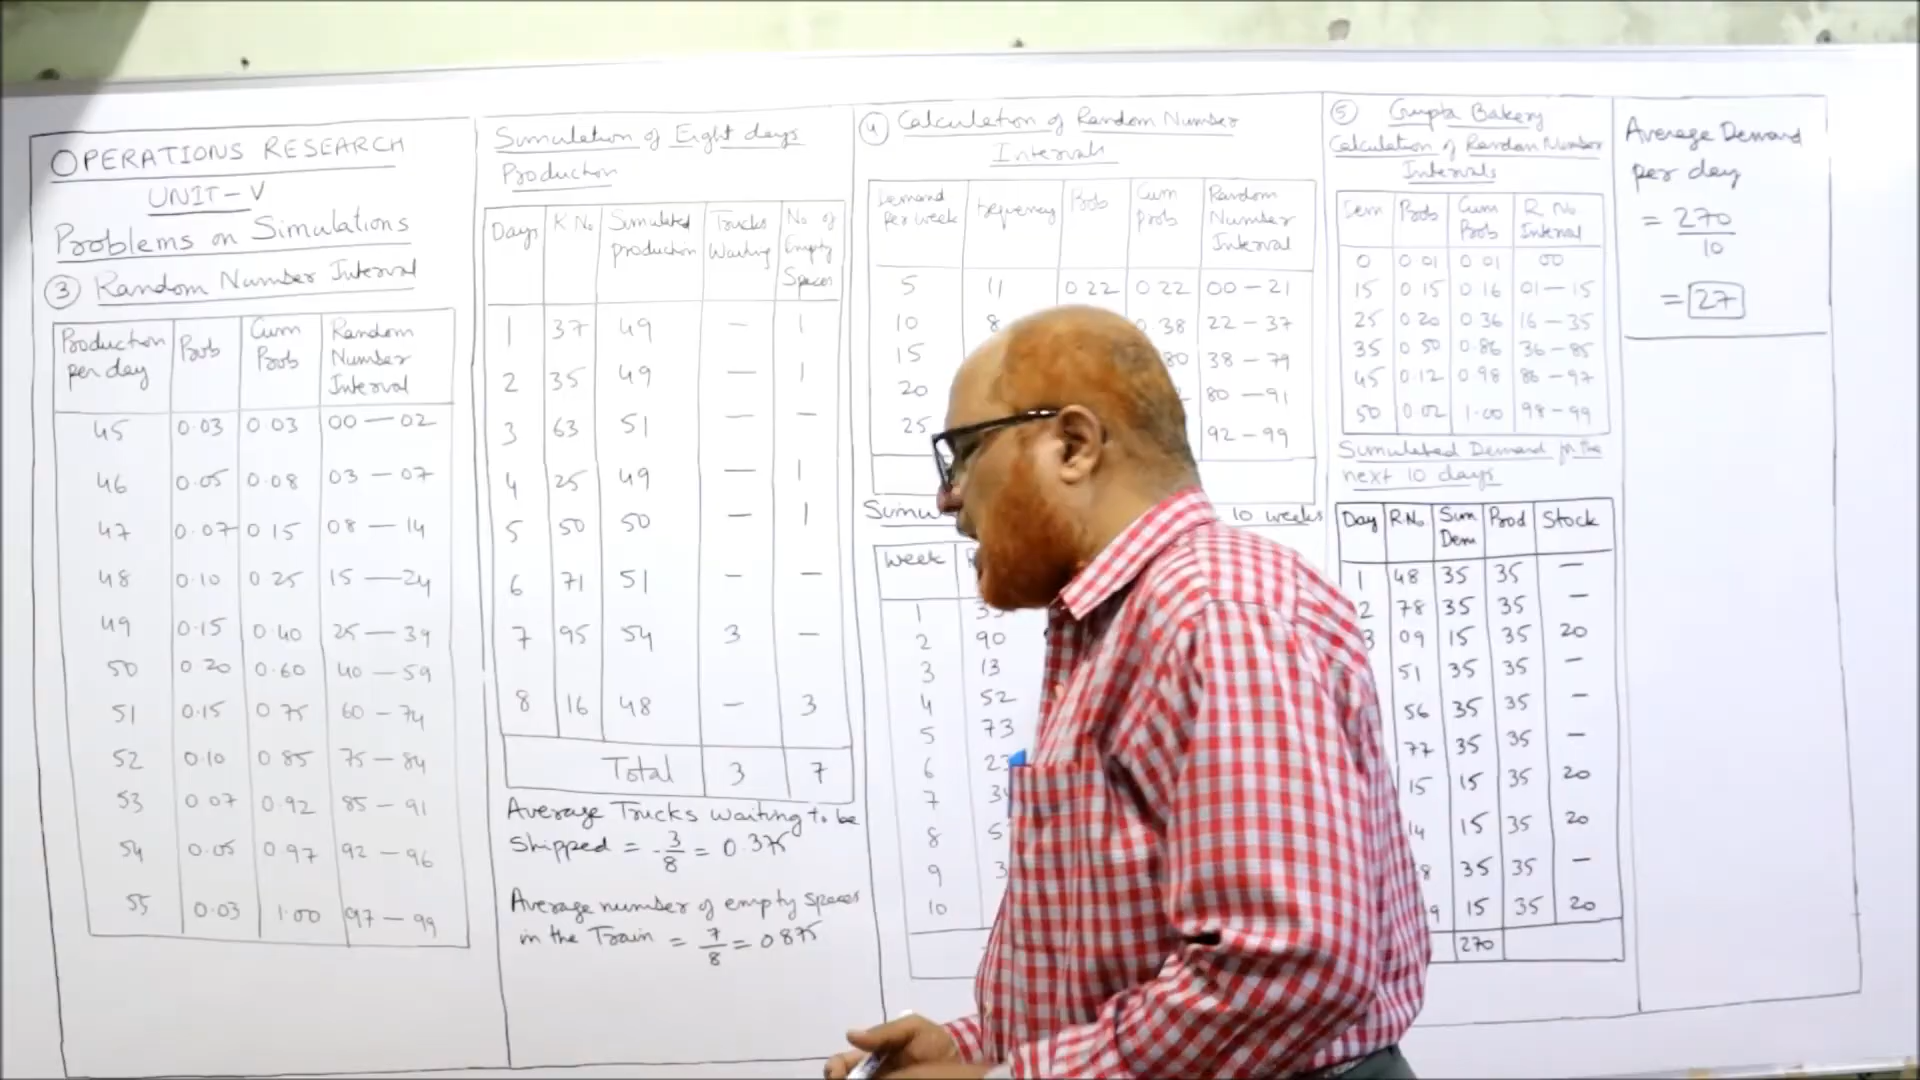 OPERATIONS RESEARCH
UNIT-V
Problems on Simulations
③ Random Number Interval
Production per day | Prob | Cum Prob | Random Number Interval
45 | 0.03 | 0.03 | 00 — 02
46 | 0.05 | 0.08 | 03 — 07
47 | 0.07 | 0 15 | 08 — 14
48 | 0.10 | 0 25 | 15 — 24
49 | 0.15 | 0.40 | 25 — 39
50 | 0 20 | 0.60 | 40 — 59
51 | 0.15 | 0 75 | 60 — 74
52 | 0.10 | 0 85 | 75 — 84
53 | 0 07 | 0.92 | 85 — 91
54 | 0.05 | 0 97 | 92 — 96
55 | 0.03 | 1.00 | 97 — 99
Simulation of Eight days
Production
Days | R No | Simulated production | Trucks Waiting | No of Empty Spaces
1 | 37 | 49 | — | 1
2 | 35 | 49 | — | 1
3 | 63 | 51 | — | —
4 | 25 | 49 | — | 1
5 | 50 | 50 | — | 1
6 | 71 | 51 | — | —
7 | 95 | 54 | 3 | —
8 | 16 | 48 | — | 3
Total | 3 | 7
Average Trucks waiting to be
shipped = 3/8 = 0.375
Average number of empty spaces
in the Train = 7/8 = 0 875
④ Calculation of Random Number
Intervals
Demand Per week | frequency | Prob | Cum prob | Random Number Interval
5 | 11 | 0 22 | 0 22 | 00 — 21
10 | 8 | 0.38 | 22 — 37
15 | 80 | 38 — 79
20 | 80 — 91
25 | 92 — 99
10 weeks
Week
1
2 | 90
3 | 13
4 | 52
5 | 73
6
7
8
9
10
⑤ Gupta Bakery
Calculation of Random Number
Intervals
Dem | Prob | Cum Prob | R No Interval
0 | 0 01 | 0 01 | 00
15 | 0 15 | 0 16 | 01 — 15
25 | 0 20 | 0 36 | 16 — 35
35 | 0 50 | 0.86 | 36 — 85
45 | 0.12 | 0 98 | 86 — 97
50 | 0.02 | 1.00 | 98 — 99
Simulated Demand for the
next 10 days
Day | R No | Sim Dem | Prod | Stock
1 | 48 | 35 | 35 | —
2 | 78 | 35 | 35 | —
3 | 09 | 15 | 35 | 20
51 | 35 | 35 | —
56 | 35 | 35 | —
77 | 35 | 35 | —
15 | 15 | 35 | 20
14 | 15 | 35 | 20
8 | 35 | 35 | —
9 | 15 | 35 | 20
270
Average Demand
per day
= 270/10
= 27